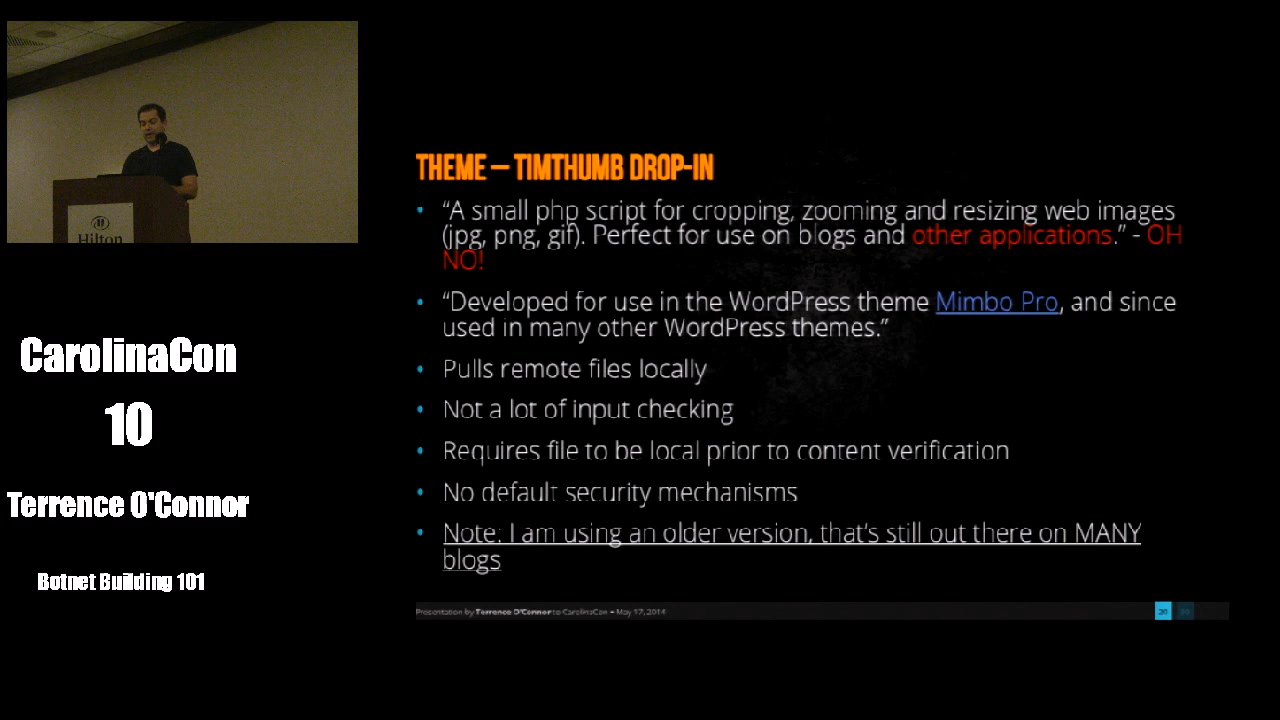 Hilton
CarolinaCon
10
Terrence O'Connor
Botnet Building 101
THEME – TIMTHUMB DROP-IN
• “A small php script for cropping, zooming and resizing web images
(jpg, png, gif). Perfect for use on blogs and other applications.” - OH
NO!
• “Developed for use in the WordPress theme Mimbo Pro, and since
used in many other WordPress themes.”
• Pulls remote files locally
• Not a lot of input checking
• Requires file to be local prior to content verification
• No default security mechanisms
• Note: I am using an older version, that’s still out there on MANY
blogs
Presentation by Terrence O'Connor to CarolinaCon • May 17, 2014